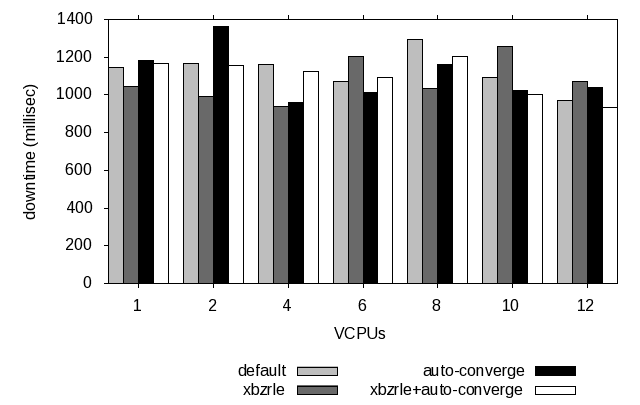 1400
1200
1000
800
600
400
200
0
downtime (millisec)
1 2 4 6 8 10 12
VCPUs
default auto-converge
xbzrle xbzrle+auto-converge